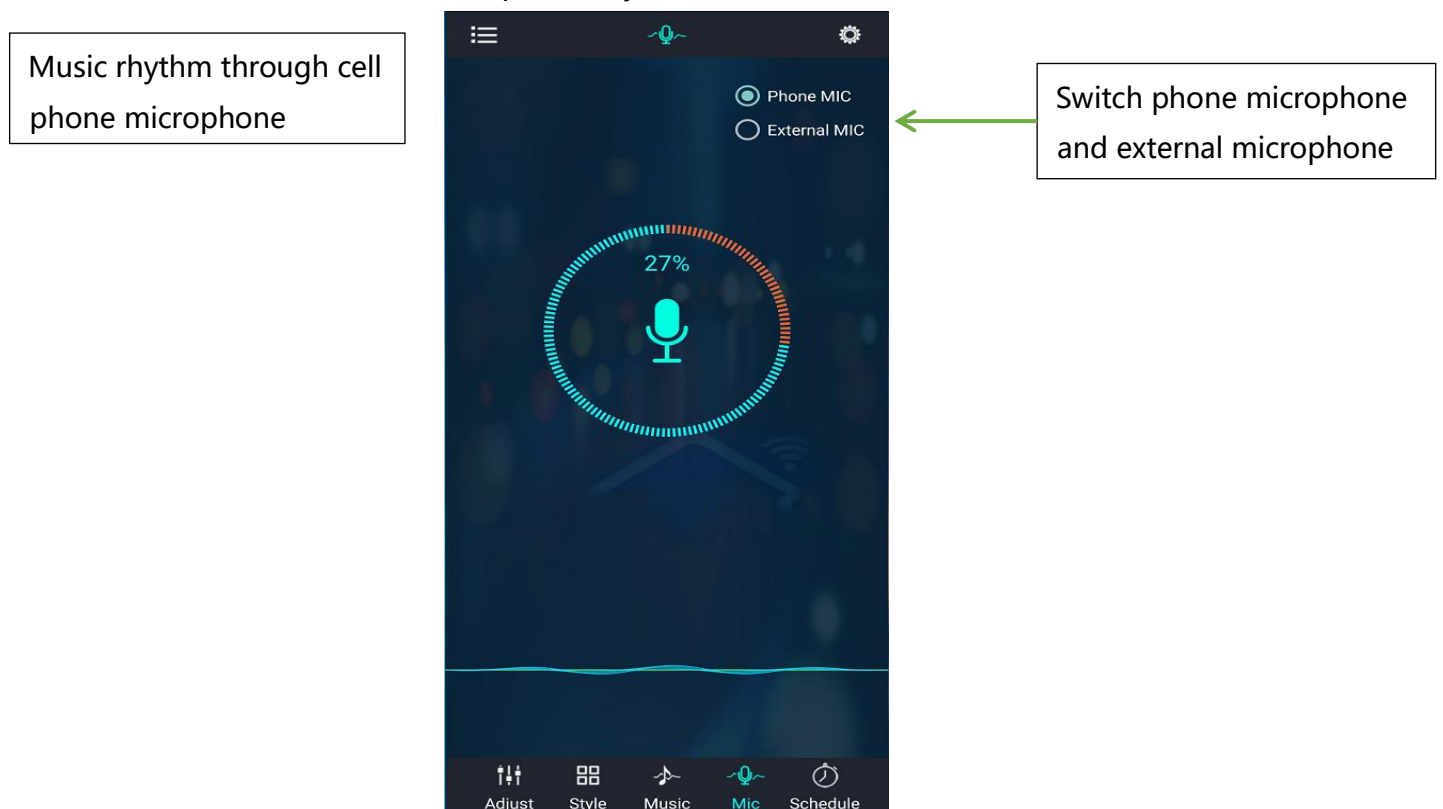 Music rhythm through cell
phone microphone
Phone MIC
External MIC
Switch phone microphone
and external microphone
27%
Adjust Style Music Mic Schedule